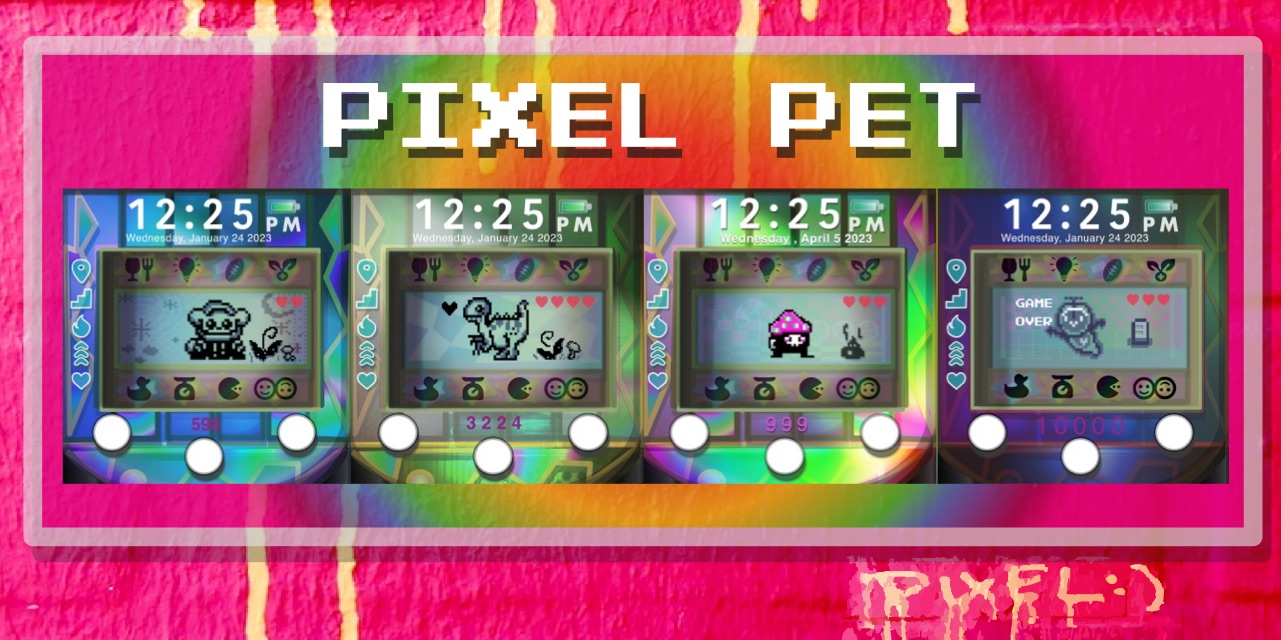 PIXEL PET
12:25 PM
Wednesday, January 24 2023
12:25 PM
Wednesday, January 24 2023
3224
12:25 PM
Wednesday , April 5 2023
999
12:25 PM
Wednesday, January 24 2023
GAME
OVER
10000
PIXEL:)